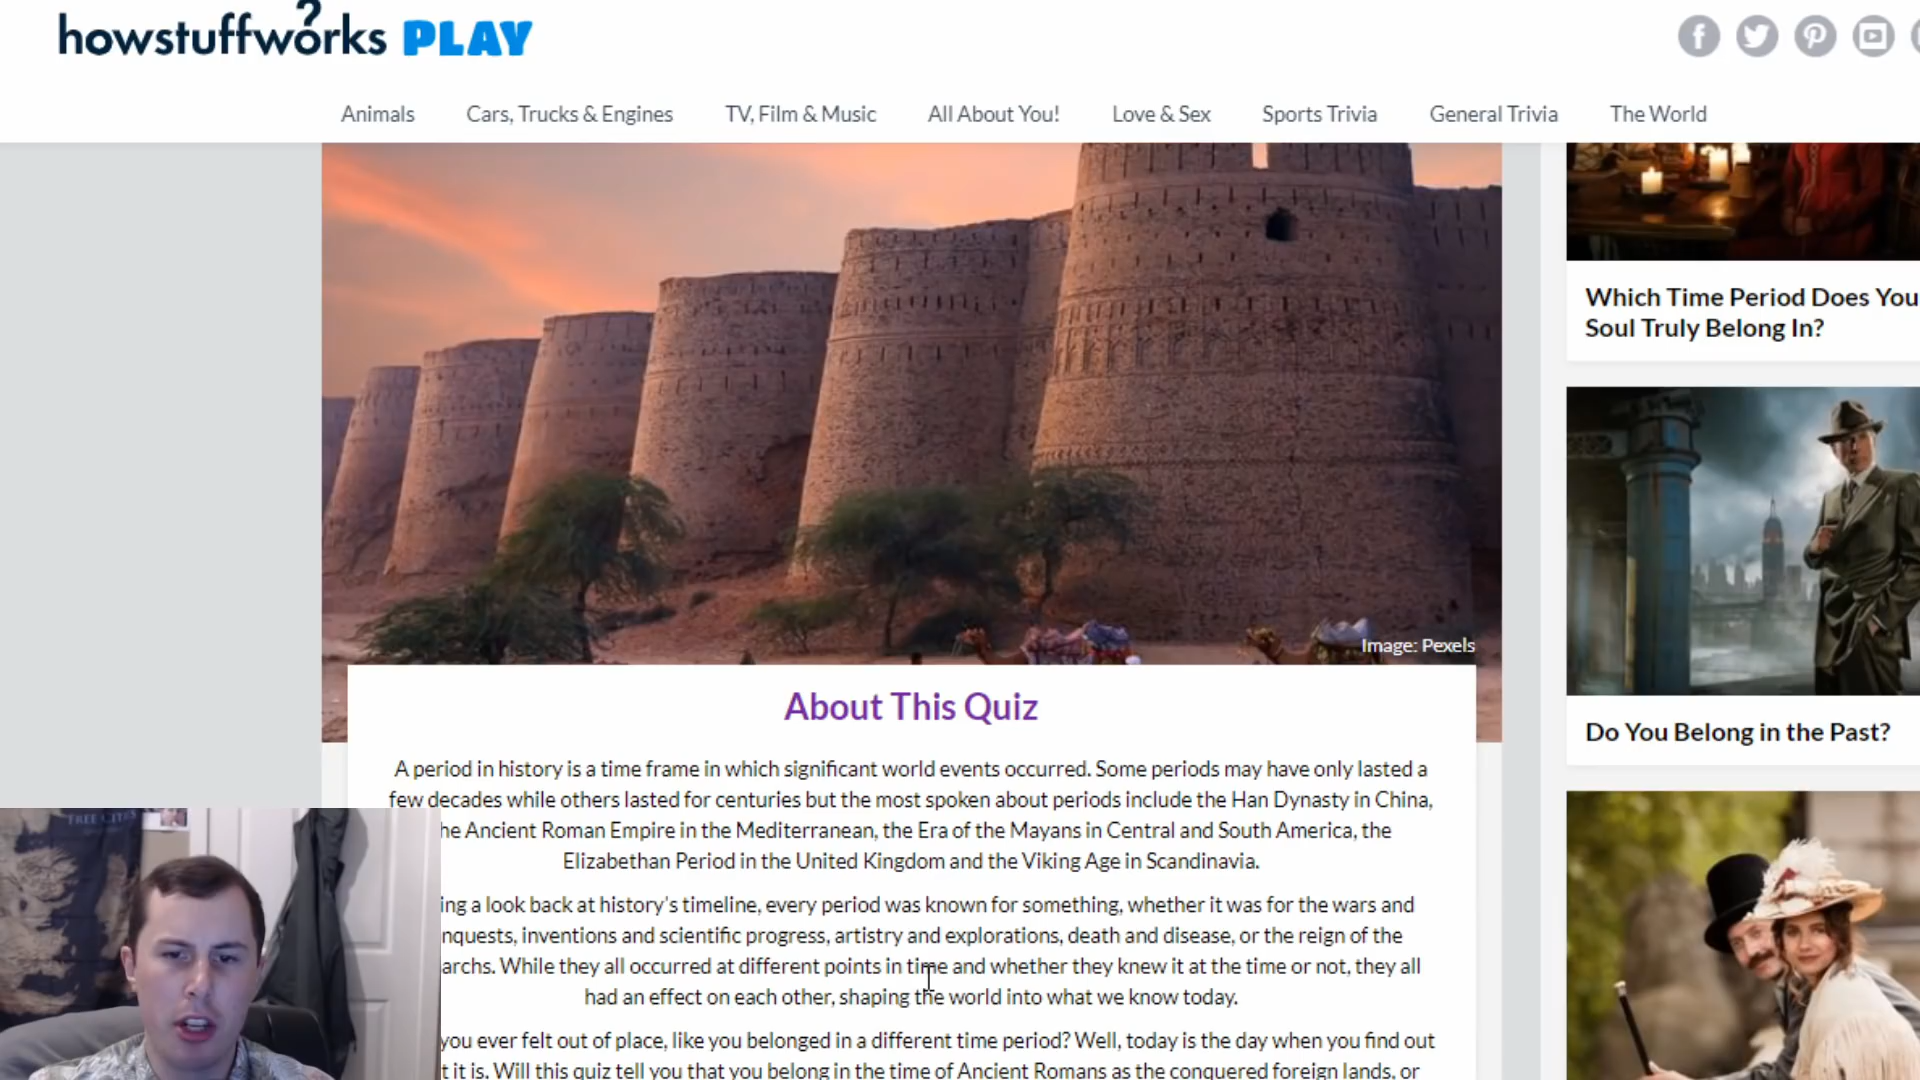 howstuffworks PLAY
Animals Cars, Trucks & Engines TV, Film & Music All About You! Love & Sex Sports Trivia General Trivia The World
Image: Pexels
About This Quiz
A period in history is a time frame in which significant world events occurred. Some periods may have only lasted a
few decades while others lasted for centuries but the most spoken about periods include the Han Dynasty in China,
he Ancient Roman Empire in the Mediterranean, the Era of the Mayans in Central and South America, the
Elizabethan Period in the United Kingdom and the Viking Age in Scandinavia.
ing a look back at history's timeline, every period was known for something, whether it was for the wars and
nquests, inventions and scientific progress, artistry and explorations, death and disease, or the reign of the
archs. While they all occurred at different points in time and whether they knew it at the time or not, they all
had an effect on each other, shaping the world into what we know today.
you ever felt out of place, like you belonged in a different time period? Well, today is the day when you find out
t it is. Will this quiz tell you that you belong in the time of Ancient Romans as the conquered foreign lands, or
Which Time Period Does You
Soul Truly Belong In?
Do You Belong in the Past?
FREE CITIES